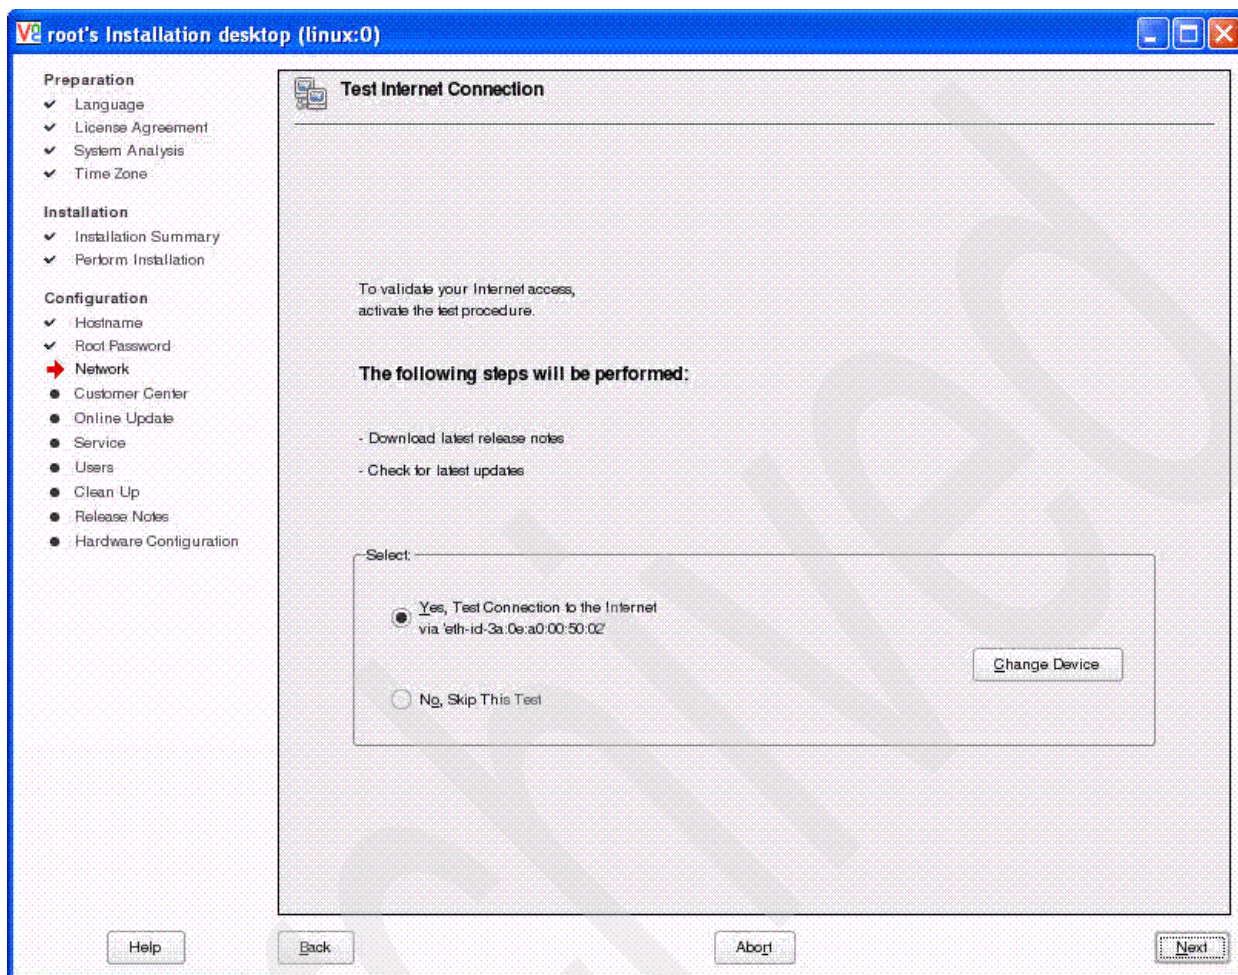 root's Installation desktop (linux:0)
Preparation
Language
License Agreement
System Analysis
Time Zone
Installation
Installation Summary
Perform Installation
Configuration
Hostname
Root Password
Network
Customer Center
Online Update
Service
Users
Clean Up
Release Notes
Hardware Configuration
Test Internet Connection
To validate your Internet access,
activate the test procedure.
The following steps will be performed:
- Download latest release notes
- Check for latest updates
Select:
Yes, Test Connection to the Internet
via 'eth-id-3a:0e:a0:00:50:02'
Change Device
No, Skip This Test
Help
Back
Abort
Next